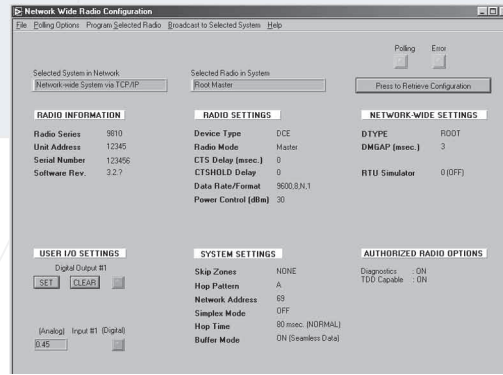 Network Wide Radio Configuration
File Polling Options Program Selected Radio Broadcast to Selected System Help
Polling Error
Selected System in Network
Network-wide System via TCP/IP
Selected Radio in System
Root Master
Press to Retrieve Configuration
RADIO INFORMATION
Radio Series 9810
Unit Address 12345
Serial Number 123456
Software Rev. 3.2.?
RADIO SETTINGS
Device Type DCE
Radio Mode Master
CTS Delay (msec.) 0
CTSHOLD Delay 0
Data Rate/Format 9600,8,N,1
Power Control (dBm) 30
NETWORK-WIDE SETTINGS
DTYPE ROOT
DMGAP (msec.) 3
RTU Simulator 0 (OFF)
USER I/O SETTINGS
Digital Output #1
SET CLEAR
(Analog) Input #1 (Digital)
0.45
SYSTEM SETTINGS
Skip Zones NONE
Hop Pattern A
Network Address 69
Simplex Mode OFF
Hop Time 80 msec. (NORMAL)
Buffer Mode ON (Seamless Data)
AUTHORIZED RADIO OPTIONS
Diagnostics : ON
TDD Capable : ON